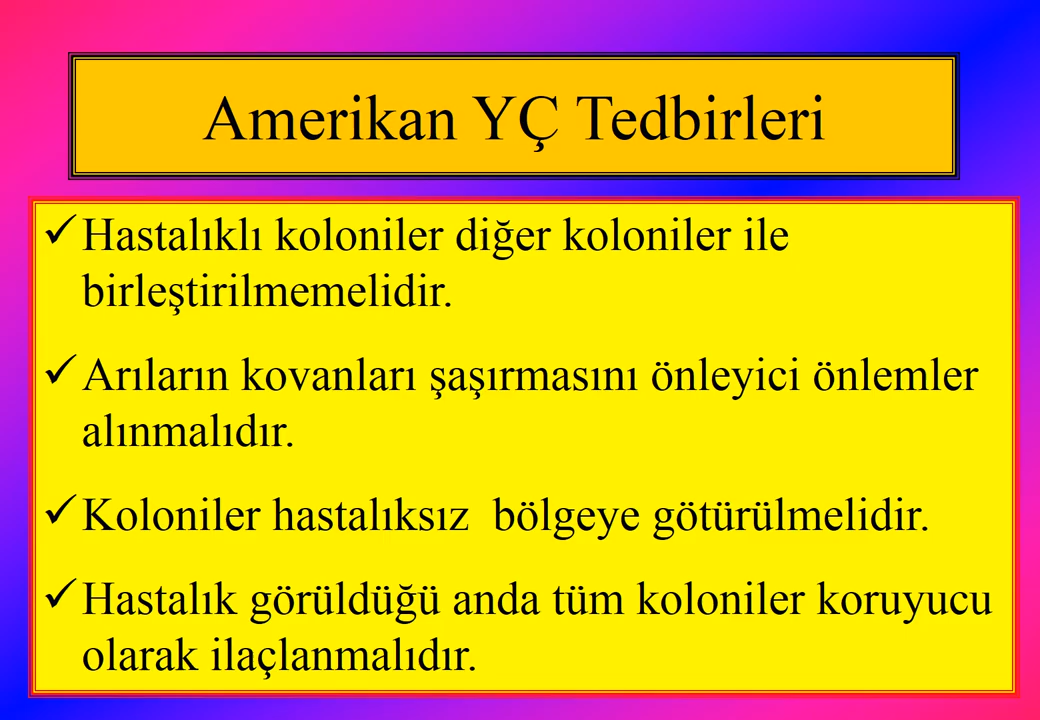 Amerikan YÇ Tedbirleri
✓Hastalıklı koloniler diğer koloniler ile
birleştirilmemelidir.
✓Arıların kovanları şaşırmasını önleyici önlemler
alınmalıdır.
✓Koloniler hastalıksız  bölgeye götürülmelidir.
✓Hastalık görüldüğü anda tüm koloniler koruyucu
olarak ilaçlanmalıdır.